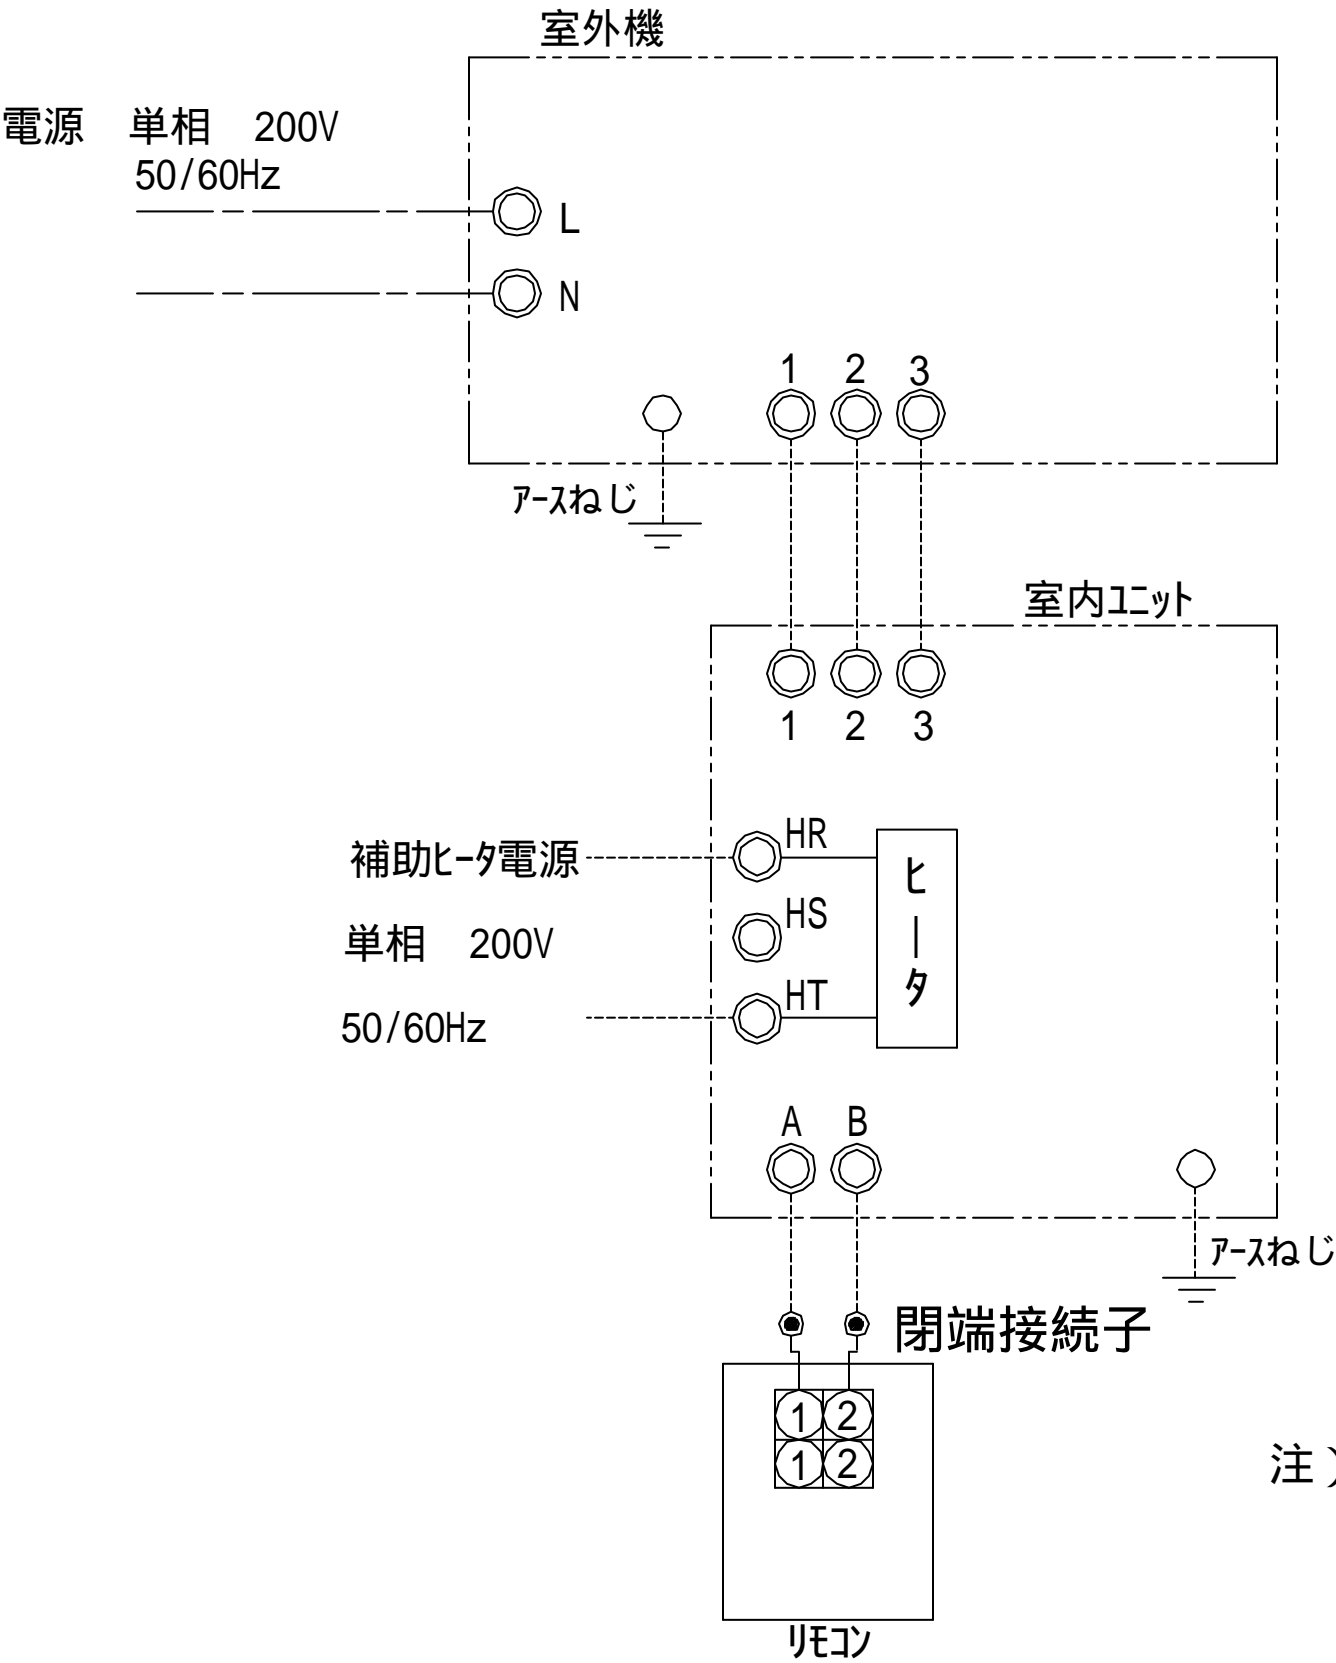 室外機
電源　単相　200V
50/60Hz
L
N
1 2 3
ｱｰｽねじ
室内ﾕﾆｯﾄ
1 2 3
補助ﾋｰﾀ電源
単相　200V
50/60Hz
HR
HS
HT
ヒータ
A B
ｱｰｽねじ
閉端接続子
1 2
1 2
ﾘﾓｺﾝ
注）